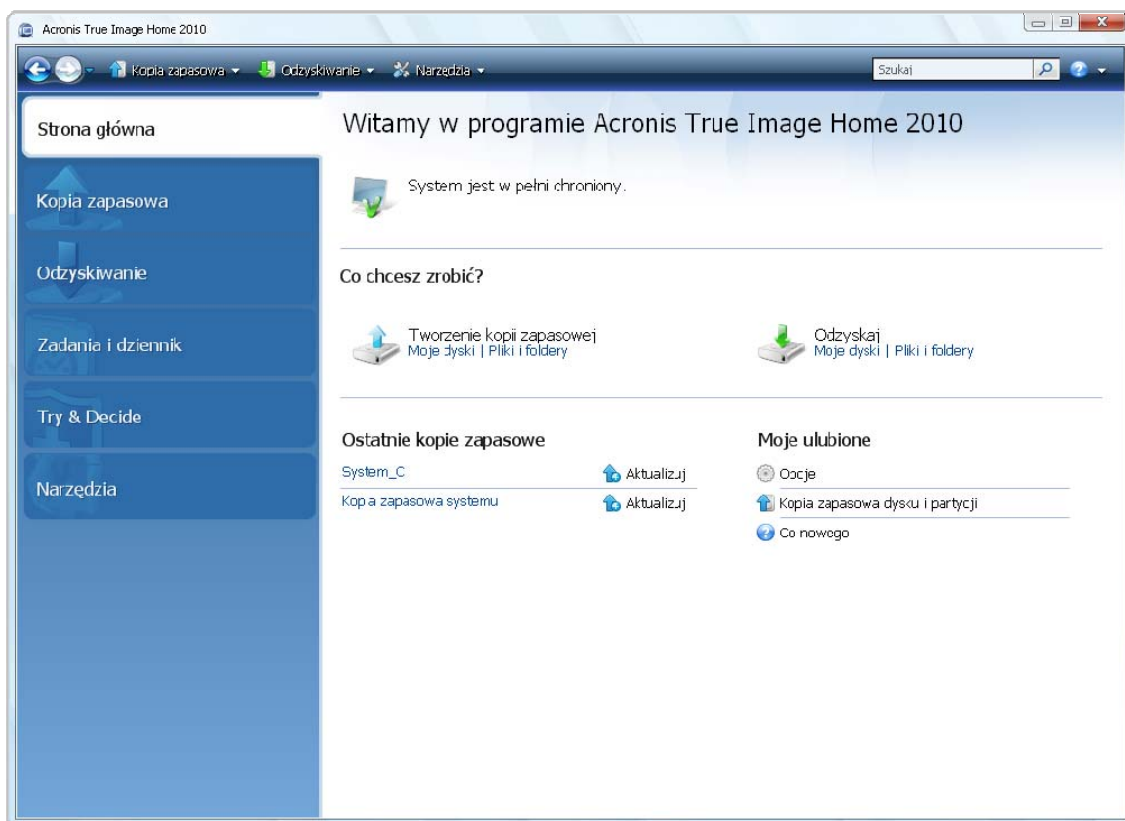 Acronis True Image Home 2010
Kopia zapasowa Odzyskiwanie Narzędzia Szukaj
Strona główna
Kopia zapasowa
Odzyskiwanie
Zadania i dziennik
Try & Decide
Narzędzia
Witamy w programie Acronis True Image Home 2010
System jest w pełni chroniony.
Co chcesz zrobić?
Tworzenie kopii zapasowej
Moje dyski | Pliki i foldery
Odzyskaj
Moje dyski | Pliki i foldery
Ostatnie kopie zapasowe
System_C Aktualizuj
Kopia zapasowa systemu Aktualizuj
Moje ulubione
Opcje
Kopia zapasowa dysku i partycji
Co nowego